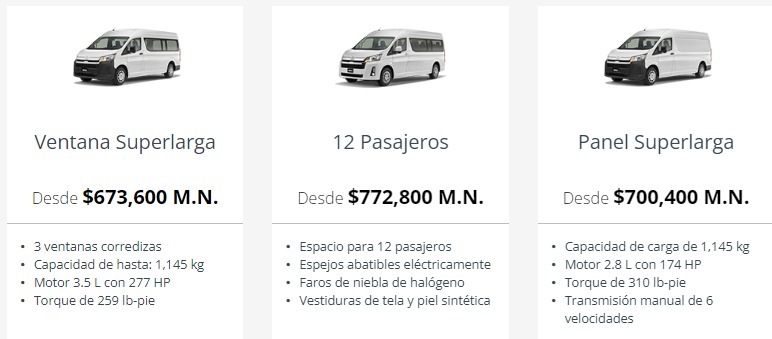 Ventana Superlarga
Desde $673,600 M.N.
• 3 ventanas corredizas
• Capacidad de hasta: 1,145 kg
• Motor 3.5 L con 277 HP
• Torque de 259 lb-pie
12 Pasajeros
Desde $772,800 M.N.
• Espacio para 12 pasajeros
• Espejos abatibles eléctricamente
• Faros de niebla de halógeno
• Vestiduras de tela y piel sintética
Panel Superlarga
Desde $700,400 M.N.
• Capacidad de carga de 1,145 kg
• Motor 2.8 L con 174 HP
• Torque de 310 lb-pie
• Transmisión manual de 6
velocidades